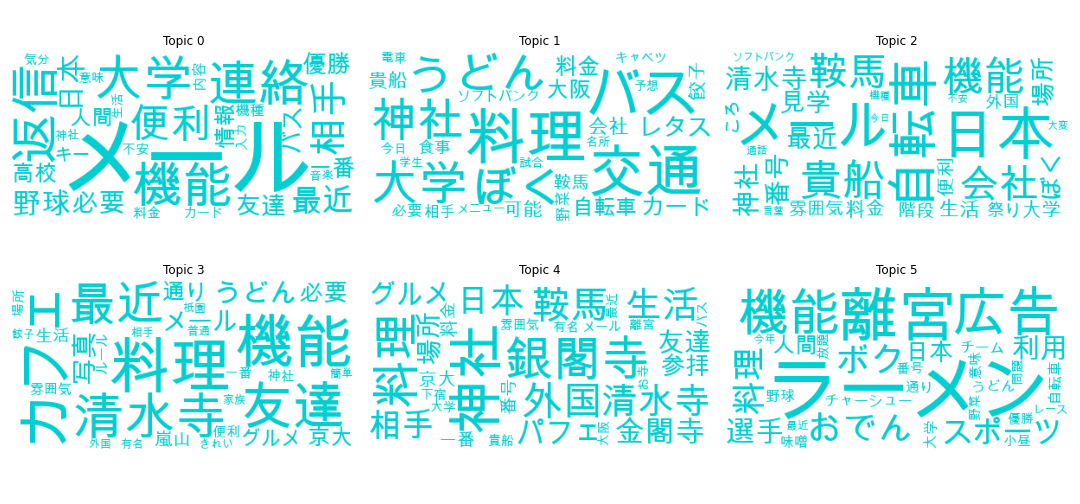 Topic 0
気分
日本
意味
大学
内容
連絡
優勝
返信
人間
生活
便利
情報
機種
バス
相手
神社
キー
不安
メール
入力
高校
機能
音楽
番
野球
必要
料金
カード
友達
最近
Topic 1
電車
キャベツ
貴船
うどん
料金
予想
餃子
ソフトバンク
大阪
バス
神社
料理
会社
レタス
今日
食事
名所
学生
試合
交通
大学
ぼく
鞍馬
野菜
必要
相手
メニュー
可能
自転車
カード
Topic 2
ソフトバンク
清水寺
鞍馬
機能
場所
見学
自転車
不安
外国
ころ
メール
最近
今日
日本
大変
通話
貴船
便利
会社
ぼく
神社
番号
言葉
雰囲気
料金
階段
生活
祭り
大学
Topic 3
場所
カフェ
最近
通り
うどん
必要
祇園
メール
餃子
生活
写真
ルール
相手
普通
機能
料理
一番
神社
簡単
雰囲気
清水寺
家族
友達
外国
有名
嵐山
便利
きれい
グルメ
京大
Topic 4
グルメ
日本
鞍馬
最近
生活
バス
料理
場所
料金
雰囲気
有名
メール
離宮
友達
神社
銀閣寺
参拝
京大
お寺
下宿
大学
番号
外国
清水寺
相手
一番
貴船
パフェ
大阪
金閣寺
Topic 5
機能
離宮
広告
今年
人間
放題
ボク
日本
チーム
利用
料理
番号
意味
問題
ラーメン
通り
うどん
自転車
野球
チャーシュー
野菜
レース
選手
最近
味噌
おでん
大学
スポーツ
優勝
小昼